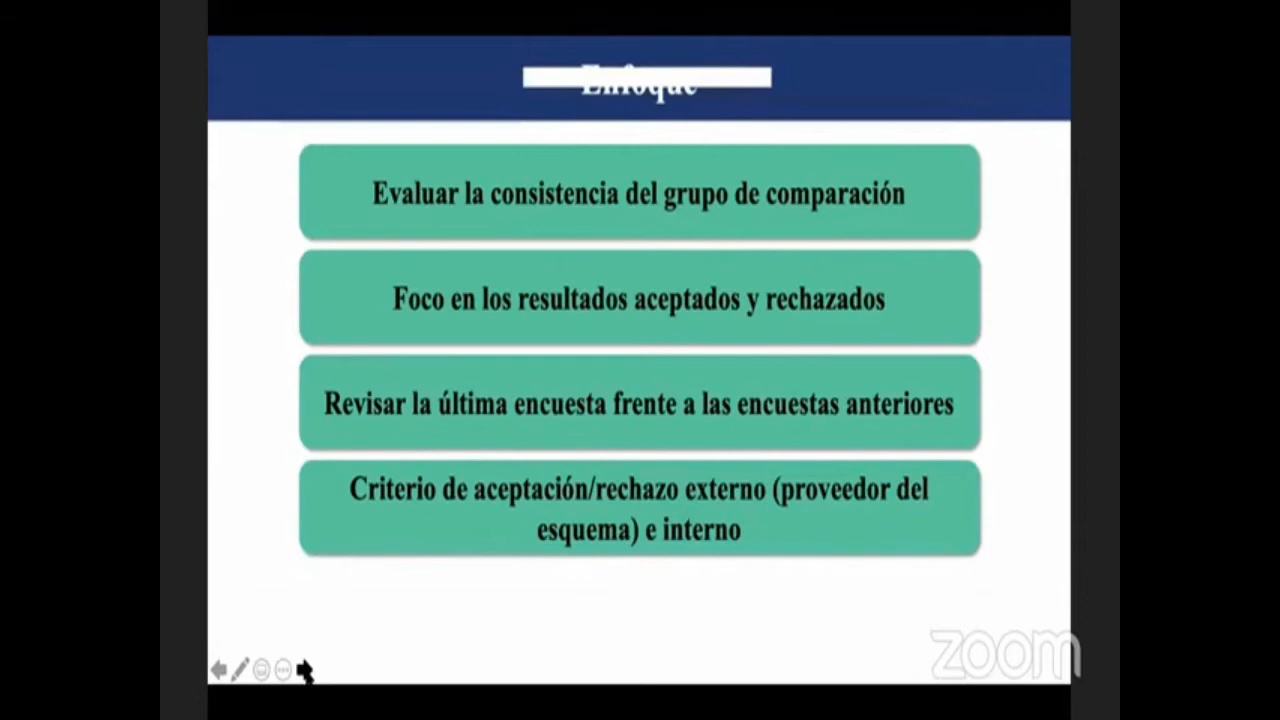 Enfoque
Evaluar la consistencia del grupo de comparación
Foco en los resultados aceptados y rechazados
Revisar la última encuesta frente a las encuestas anteriores
Criterio de aceptación/rechazo externo (proveedor del
esquema) e interno
zoom